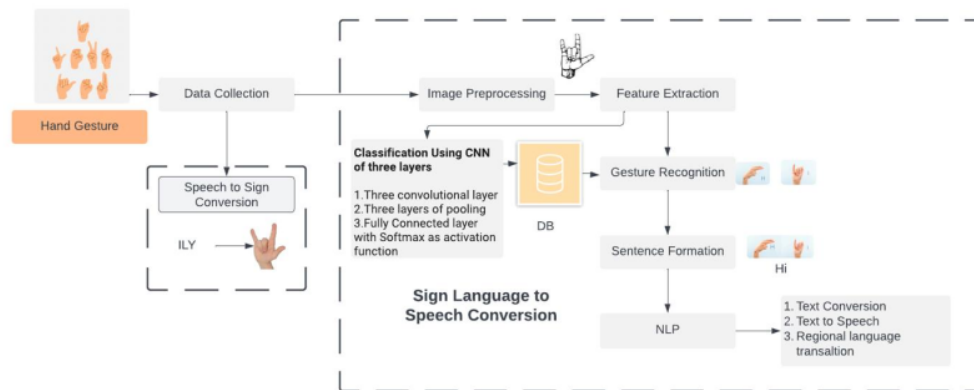 Hand Gesture
Data Collection
Image Preprocessing
Feature Extraction
Speech to Sign
Conversion
ILY
Classification Using CNN
of three layers
1.Three convolutional layer
2.Three layers of pooling
3.Fully Connected layer
with Softmax as activation
function
DB
Gesture Recognition
Sentence Formation
Hi
Sign Language to
Speech Conversion
NLP
1. Text Conversion
2. Text to Speech
3. Regional language
transaltion